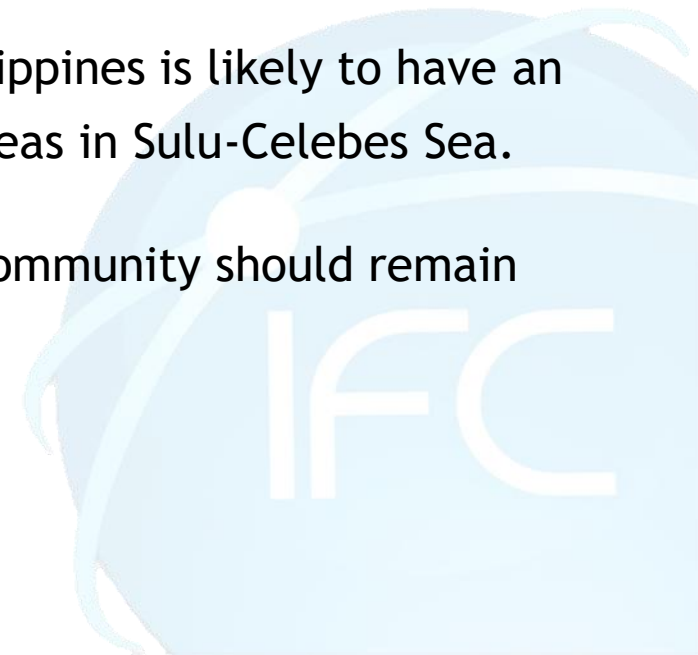 ippines is likely to have an
eas in Sulu-Celebes Sea.
ommunity should remain
IFC